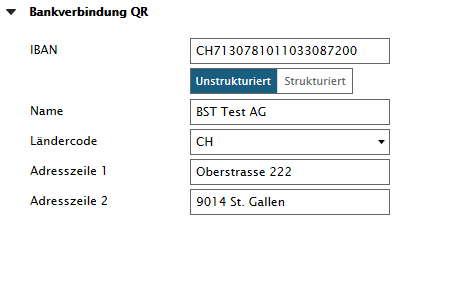 Bankverbindung QR
IBAN CH7130781011033087200
Unstrukturiert Strukturiert
Name BST Test AG
Ländercode CH
Adresszeile 1 Oberstrasse 222
Adresszeile 2 9014 St. Gallen